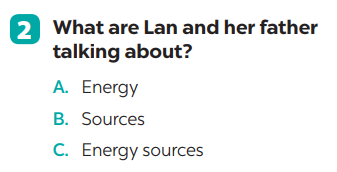 2 What are Lan and her father
talking about?
A. Energy
B. Sources
C. Energy sources